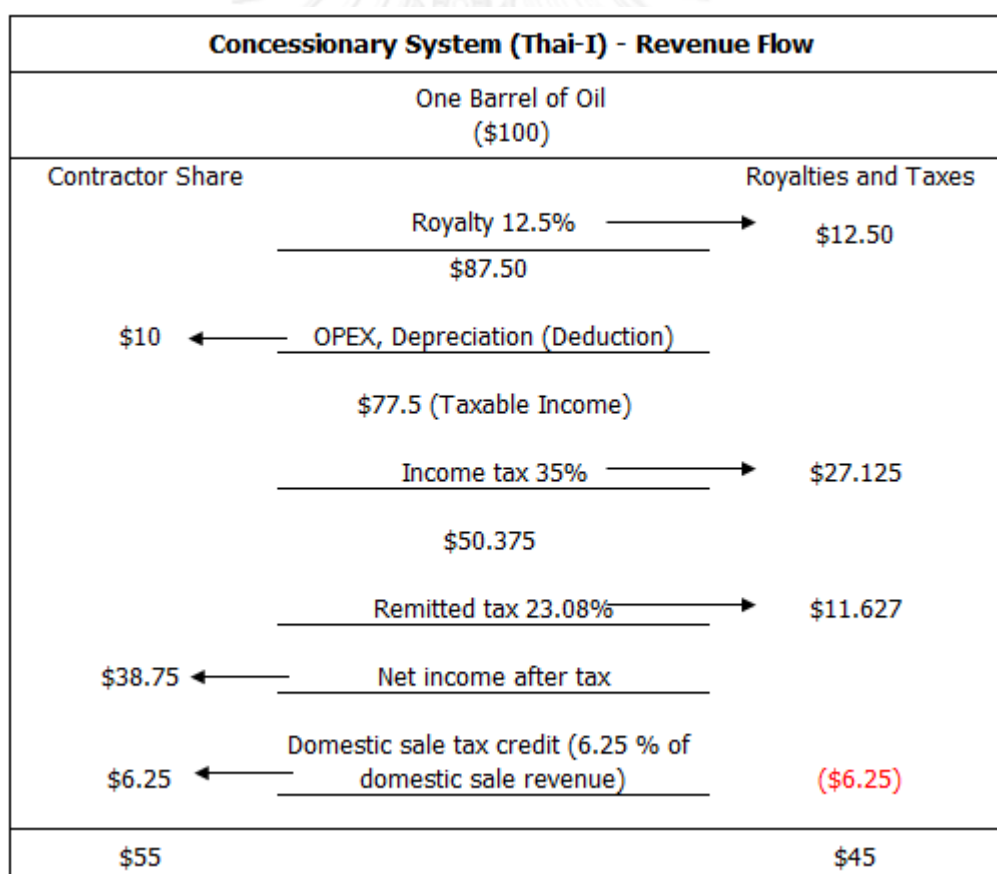 Concessionary System (Thai-I) - Revenue Flow
One Barrel of Oil
($100)
Contractor Share
Royalties and Taxes
Royalty 12.5%
$12.50
$87.50
$10
OPEX, Depreciation (Deduction)
$77.5 (Taxable Income)
Income tax 35%
$27.125
$50.375
Remitted tax 23.08%
$11.627
$38.75
Net income after tax
Domestic sale tax credit (6.25 % of
$6.25
domestic sale revenue)
($6.25)
$55
$45